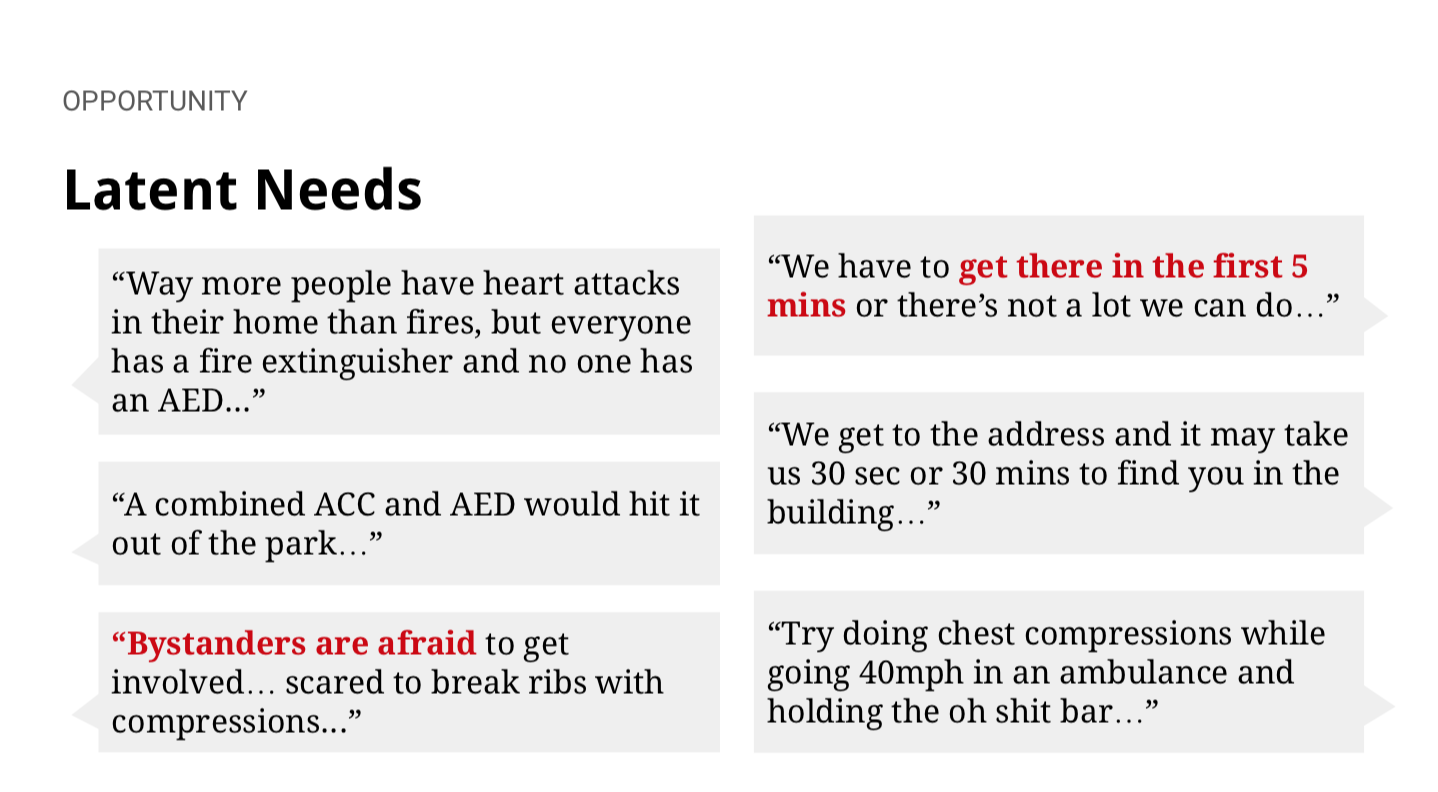 OPPORTUNITY
Latent Needs
“Way more people have heart attacks
in their home than fires, but everyone
has a fire extinguisher and no one has
an AED...”
“A combined ACC and AED would hit it
out of the park…”
“Bystanders are afraid to get
involved… scared to break ribs with
compressions...”
“We have to get there in the first 5
mins or there’s not a lot we can do…”
“We get to the address and it may take
us 30 sec or 30 mins to find you in the
building…”
“Try doing chest compressions while
going 40mph in an ambulance and
holding the oh shit bar…”